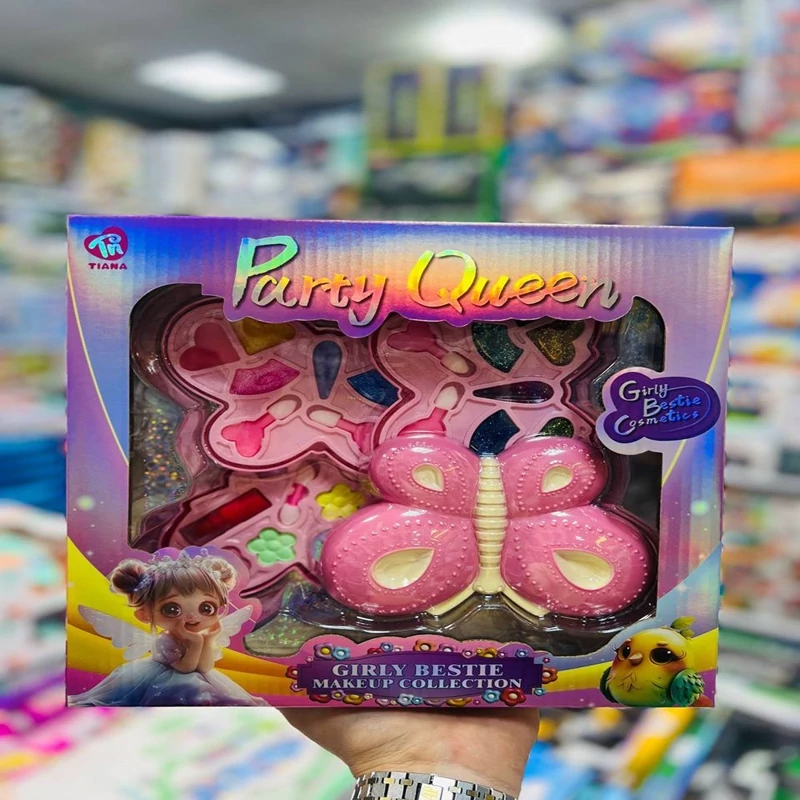 TIANA
Party Queen
Girly
Bestie
Cosmetics
GIRLY BESTIE
MAKEUP COLLECTION